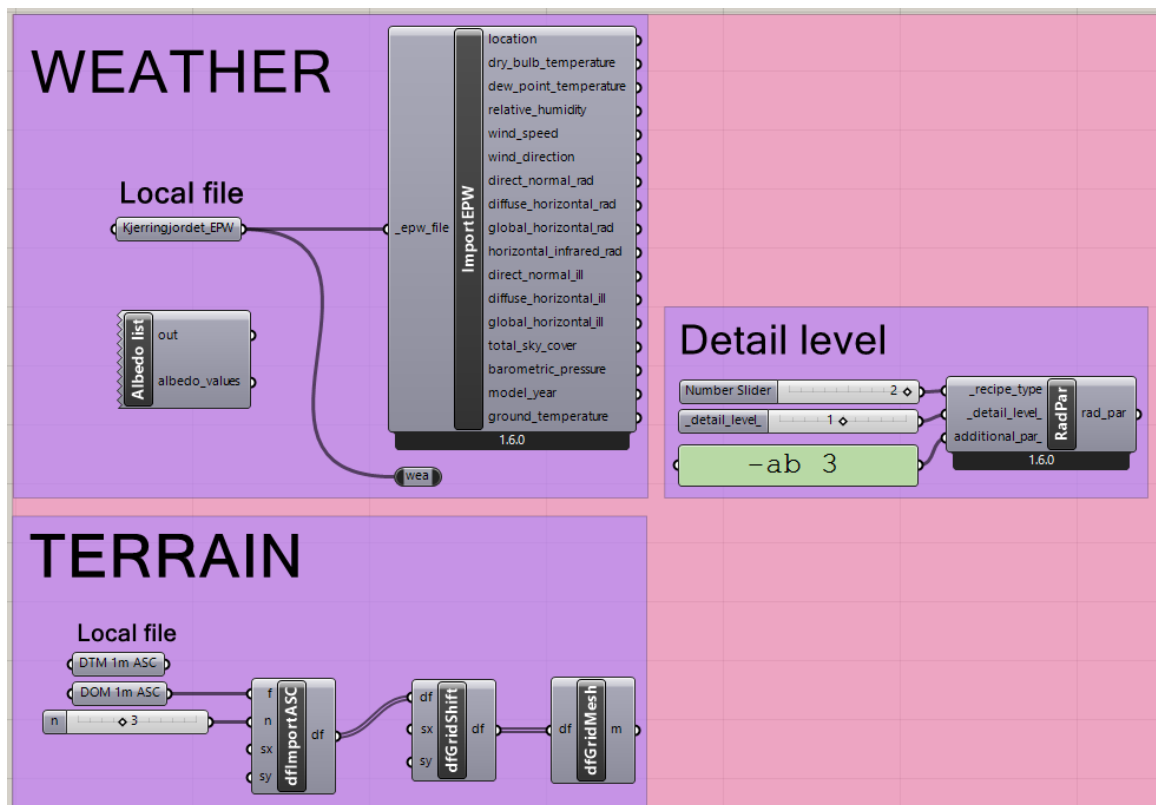 WEATHER
Local file
Kjerringjordet_EPW
Albedo list
out
albedo_values
_epw_file
ImportEPW
location
dry_bulb_temperature
dew_point_temperature
relative_humidity
wind_speed
wind_direction
direct_normal_rad
diffuse_horizontal_rad
global_horizontal_rad
horizontal_infrared_rad
direct_normal_ill
diffuse_horizontal_ill
global_horizontal_ill
total_sky_cover
barometric_pressure
model_year
ground_temperature
1.6.0
wea
Detail level
Number Slider 2
_detail_level_ 1
-ab 3
_recipe_type
_detail_level_
additional_par_
RadPar
rad_par
1.6.0
TERRAIN
Local file
DTM 1m ASC
DOM 1m ASC
n 3
f
n
sx
sy
dfImportASC
df
df
sx
sy
dfGridShift
df
df
dfGridMesh
m